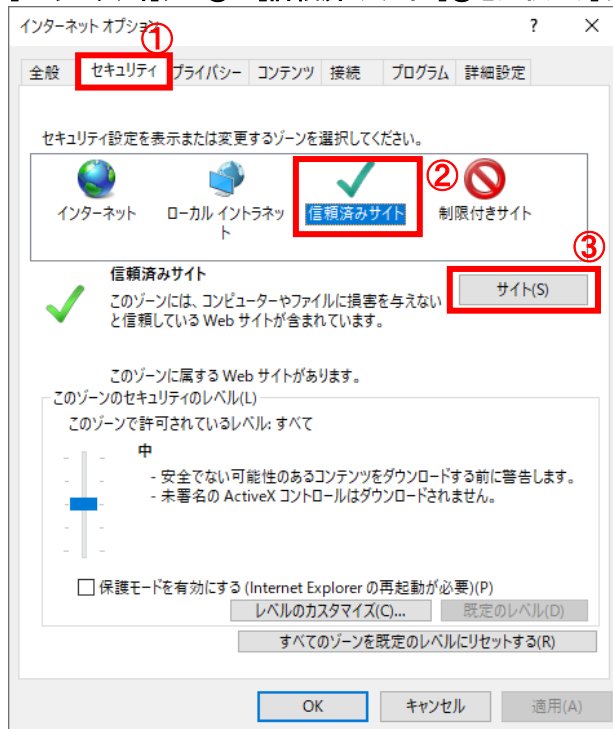 インターネット オプション
?
×
①
全般
セキュリティ
プライバシー
コンテンツ
接続
プログラム
詳細設定
セキュリティ設定を表示または変更するゾーンを選択してください。
②
インターネット
ローカル イントラネッ
ト
信頼済みサイト
制限付きサイト
③
信頼済みサイト
サイト(S)
このゾーンには、コンピューターやファイルに損害を与えない
と信頼している Web サイトが含まれています。
このゾーンに属する Web サイトがあります。
このゾーンのセキュリティのレベル(L)
このゾーンで許可されているレベル: すべて
中
- 安全でない可能性のあるコンテンツをダウンロードする前に警告します。
- 未署名の ActiveX コントロールはダウンロードされません。
保護モードを有効にする (Internet Explorer の再起動が必要)(P)
レベルのカスタマイズ(C)...
既定のレベル(D)
すべてのゾーンを既定のレベルにリセットする(R)
OK
キャンセル
適用(A)